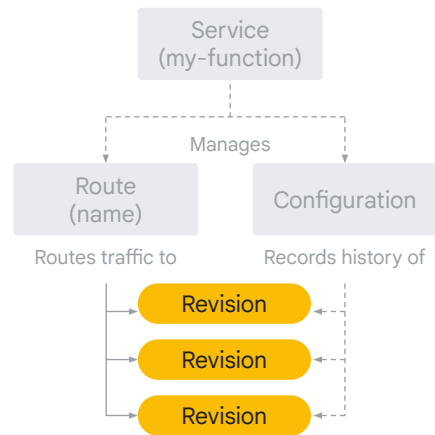 Service
(my-function)
Manages
Route
(name)
Configuration
Routes traffic to
Records history of
Revision
Revision
Revision